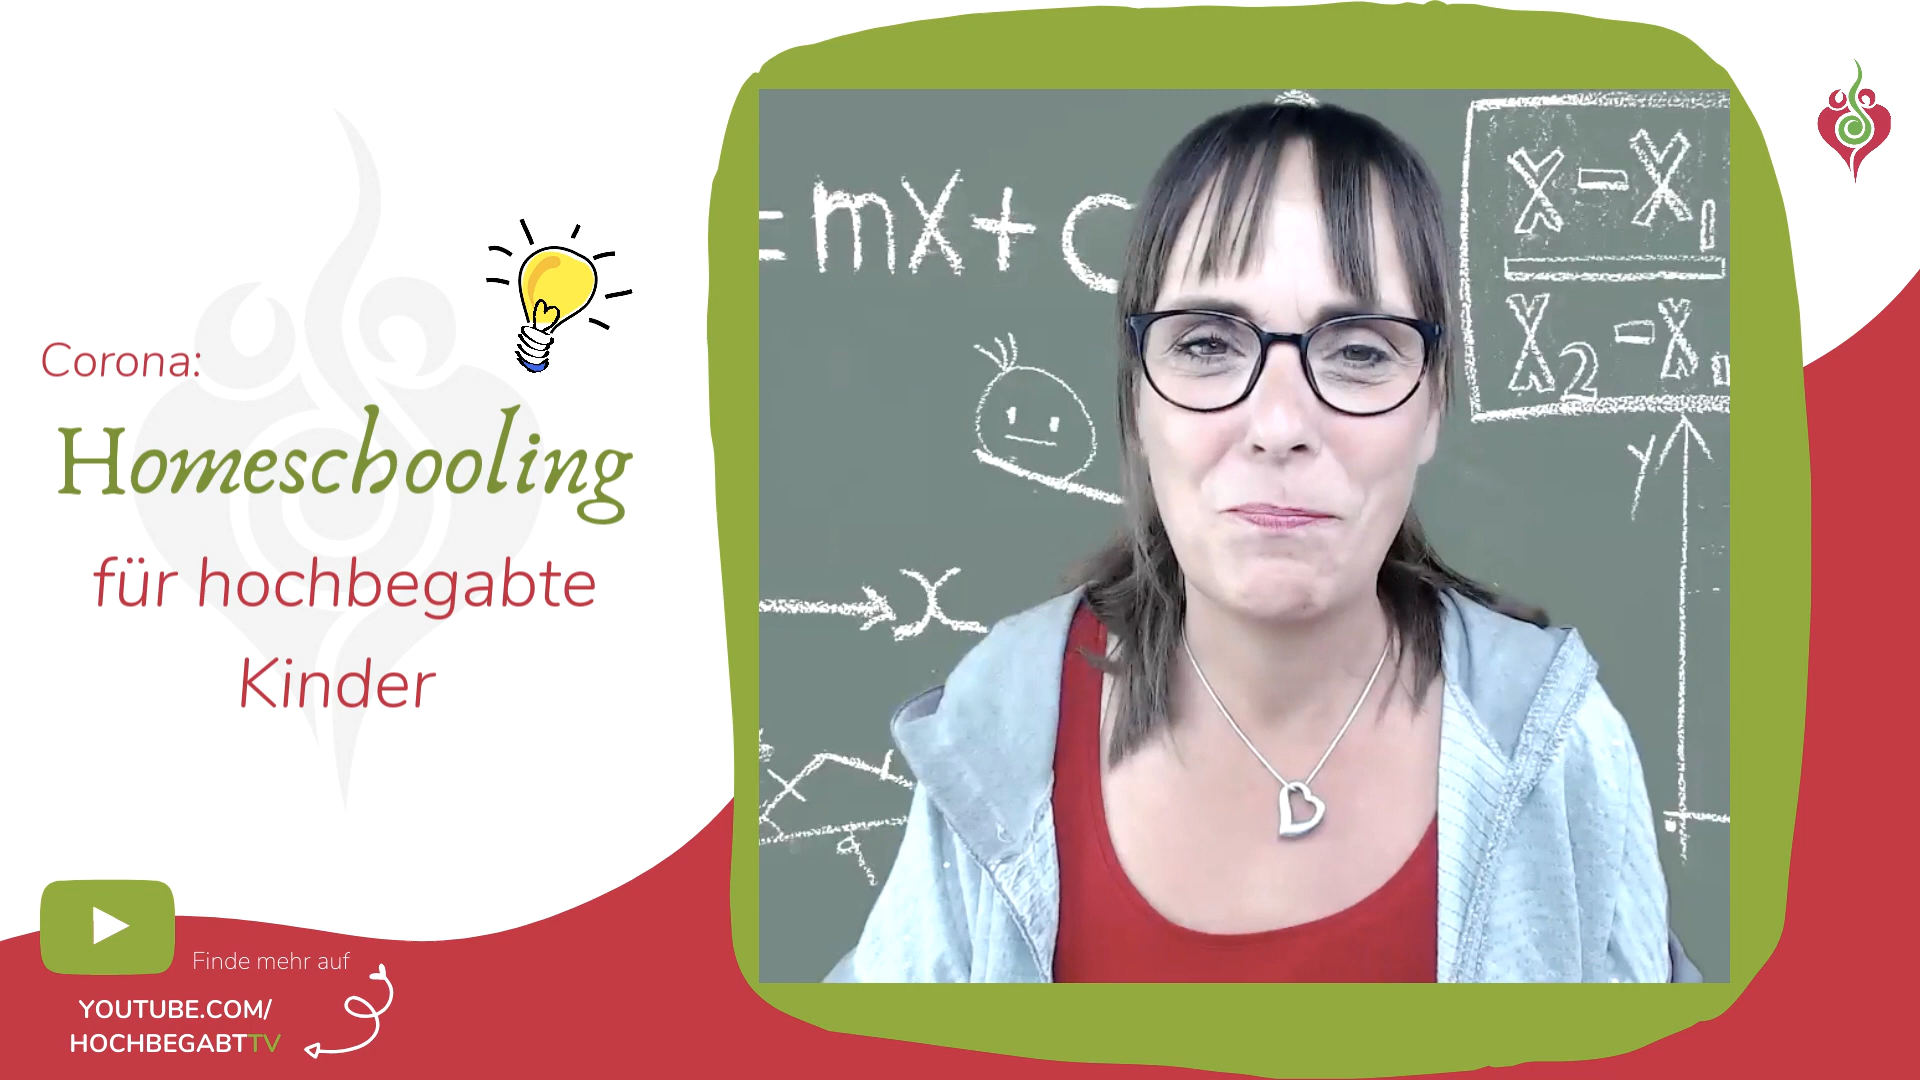 Corona:
Homeschooling
für hochbegabte
Kinder
Finde mehr auf
YOUTUBE.COM/
HOCHBEGABTTV
=mx+c
x-x1
x2-x1
y
x